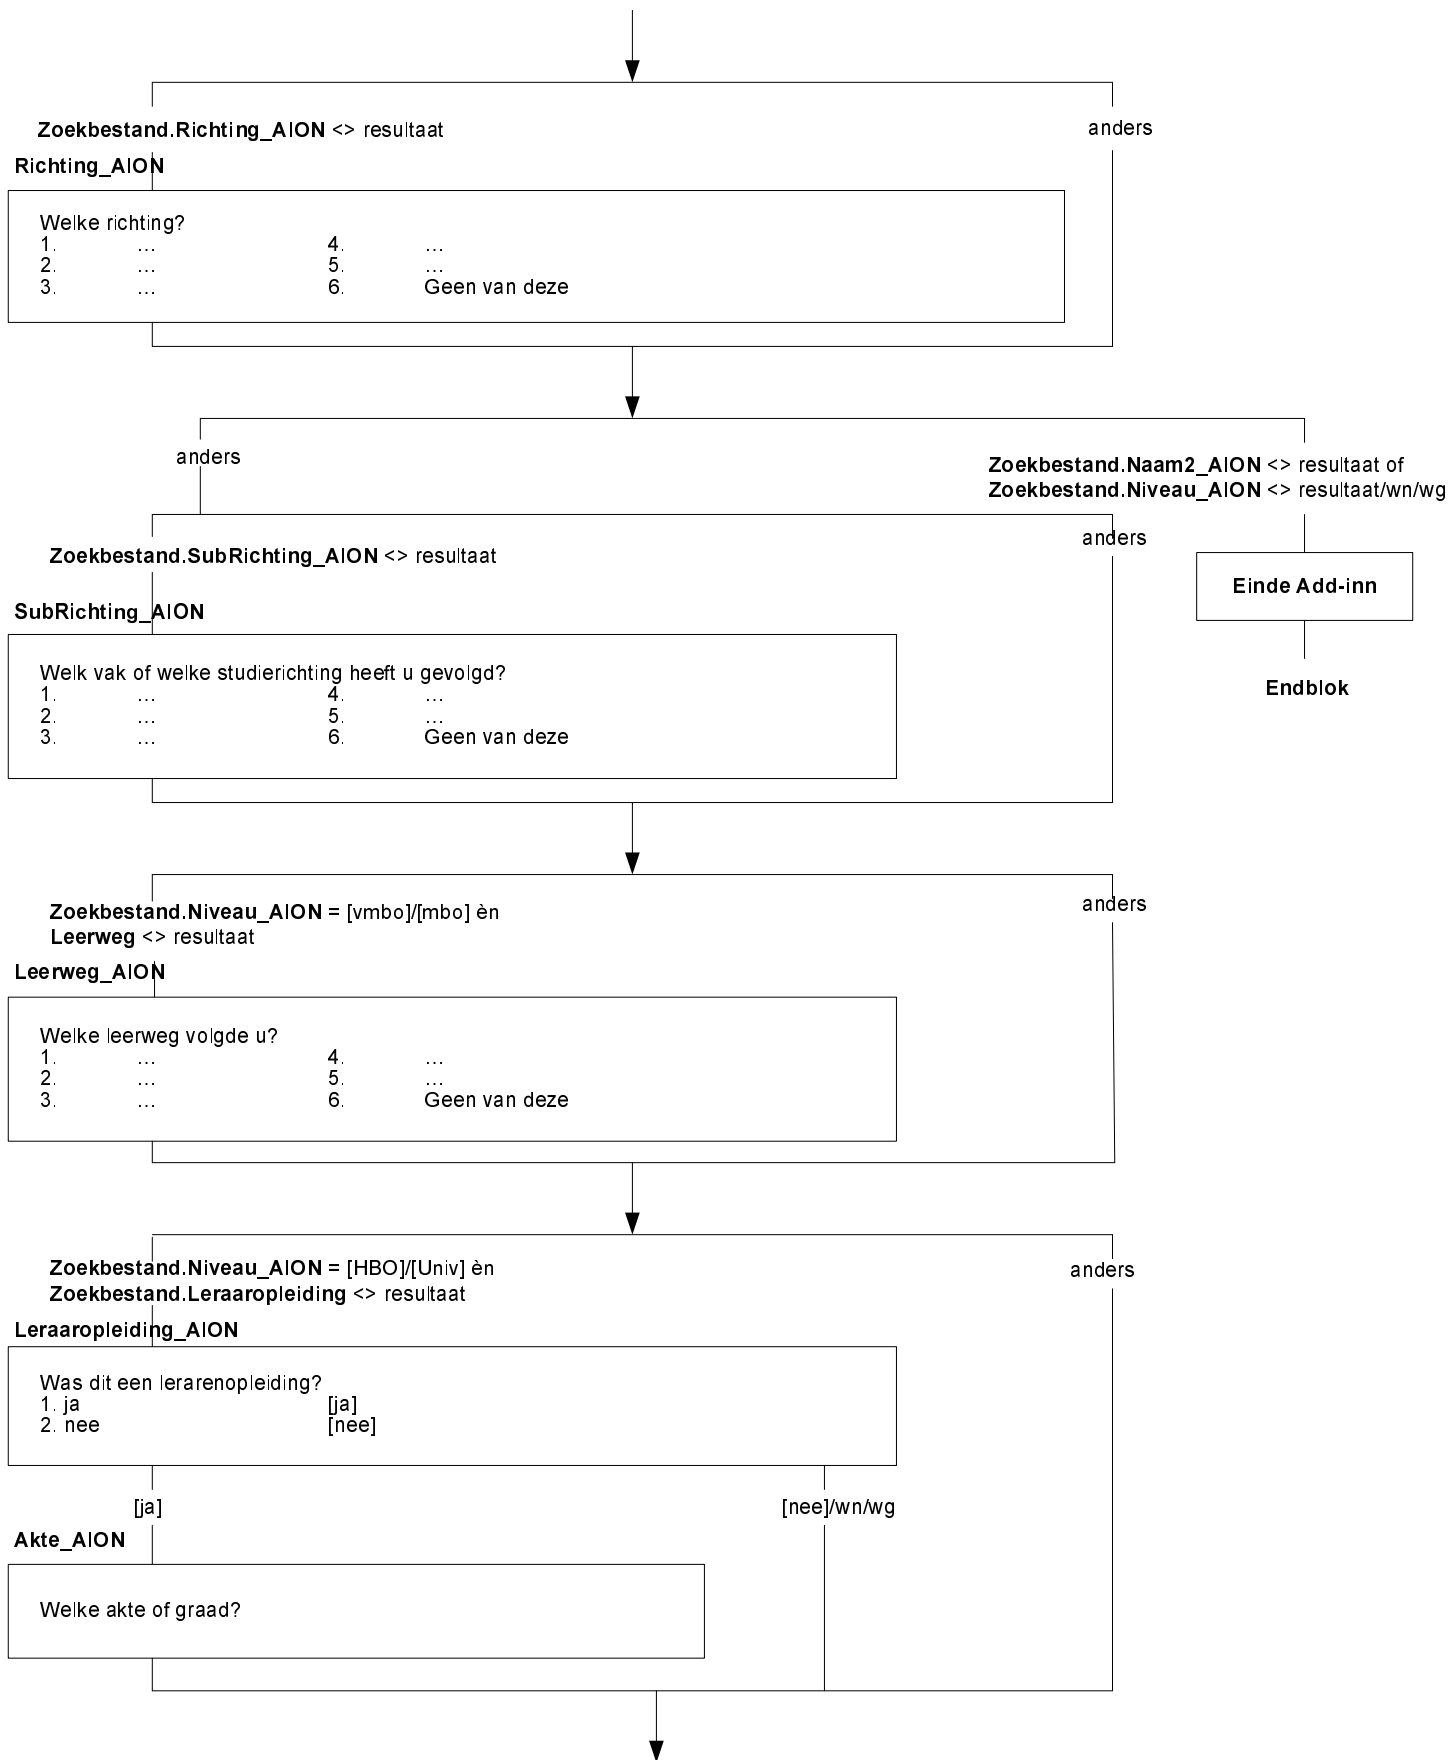 Zoekbestand.Richting_AION <> resultaat
anders
Richting_AION
Welke richting?
1. ... 4. ...
2. ... 5. ...
3. ... 6. Geen van deze
anders
Zoekbestand.Naam2_AION <> resultaat of
Zoekbestand.Niveau_AION <> resultaat/wn/wg
anders
Zoekbestand.SubRichting_AION <> resultaat
Einde Add-inn
SubRichting_AION
Welk vak of welke studierichting heeft u gevolgd?
1. ... 4. ...
2. ... 5. ...
3. ... 6. Geen van deze
Endblok
Zoekbestand.Niveau_AION = [vmbo]/[mbo] èn
Leerweg <> resultaat
anders
Leerweg_AION
Welke leerweg volgde u?
1. ... 4. ...
2. ... 5. ...
3. ... 6. Geen van deze
Zoekbestand.Niveau_AION = [HBO]/[Univ] èn
Zoekbestand.Leraaropleiding <> resultaat
anders
Leraaropleiding_AION
Was dit een lerarenopleiding?
1. ja [ja]
2. nee [nee]
[ja] [nee]/wn/wg
Akte_AION
Welke akte of graad?